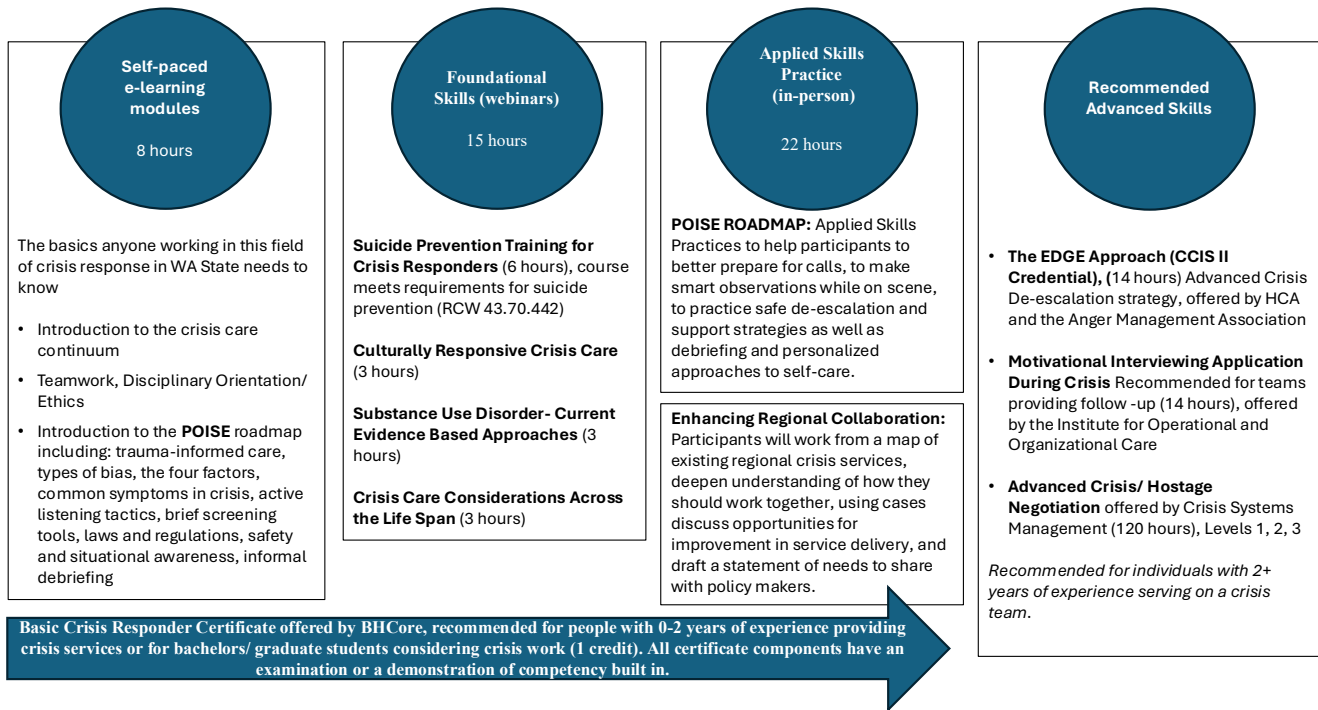 Self-paced
e-learning
modules
8 hours
The basics anyone working in this field
of crisis response in WA State needs to
know
• Introduction to the crisis care
continuum
• Teamwork, Disciplinary Orientation/
Ethics
• Introduction to the POISE roadmap
including: trauma-informed care,
types of bias, the four factors,
common symptoms in crisis, active
listening tactics, brief screening
tools, laws and regulations, safety
and situational awareness, informal
debriefing
Foundational
Skills (webinars)
15 hours
Suicide Prevention Training for
Crisis Responders (6 hours), course
meets requirements for suicide
prevention (RCW 43.70.442)
Culturally Responsive Crisis Care
(3 hours)
Substance Use Disorder- Current
Evidence Based Approaches (3
hours)
Crisis Care Considerations Across
the Life Span (3 hours)
Applied Skills
Practice
(in-person)
22 hours
POISE ROADMAP: Applied Skills
Practices to help participants to
better prepare for calls, to make
smart observations while on scene,
to practice safe de-escalation and
support strategies as well as
debriefing and personalized
approaches to self-care.
Enhancing Regional Collaboration:
Participants will work from a map of
existing regional crisis services,
deepen understanding of how they
should work together, using cases
discuss opportunities for
improvement in service delivery, and
draft a statement of needs to share
with policy makers.
Recommended
Advanced Skills
• The EDGE Approach (CCIS II
Credential), (14 hours) Advanced Crisis
De-escalation strategy, offered by HCA
and the Anger Management Association
• Motivational Interviewing Application
During Crisis Recommended for teams
providing follow -up (14 hours), offered
by the Institute for Operational and
Organizational Care
• Advanced Crisis/ Hostage
Negotiation offered by Crisis Systems
Management (120 hours), Levels 1, 2, 3
Recommended for individuals with 2+
years of experience serving on a crisis
team.
Basic Crisis Responder Certificate offered by BHCore, recommended for people with 0-2 years of experience providing
crisis services or for bachelors/ graduate students considering crisis work (1 credit). All certificate components have an
examination or a demonstration of competency built in.